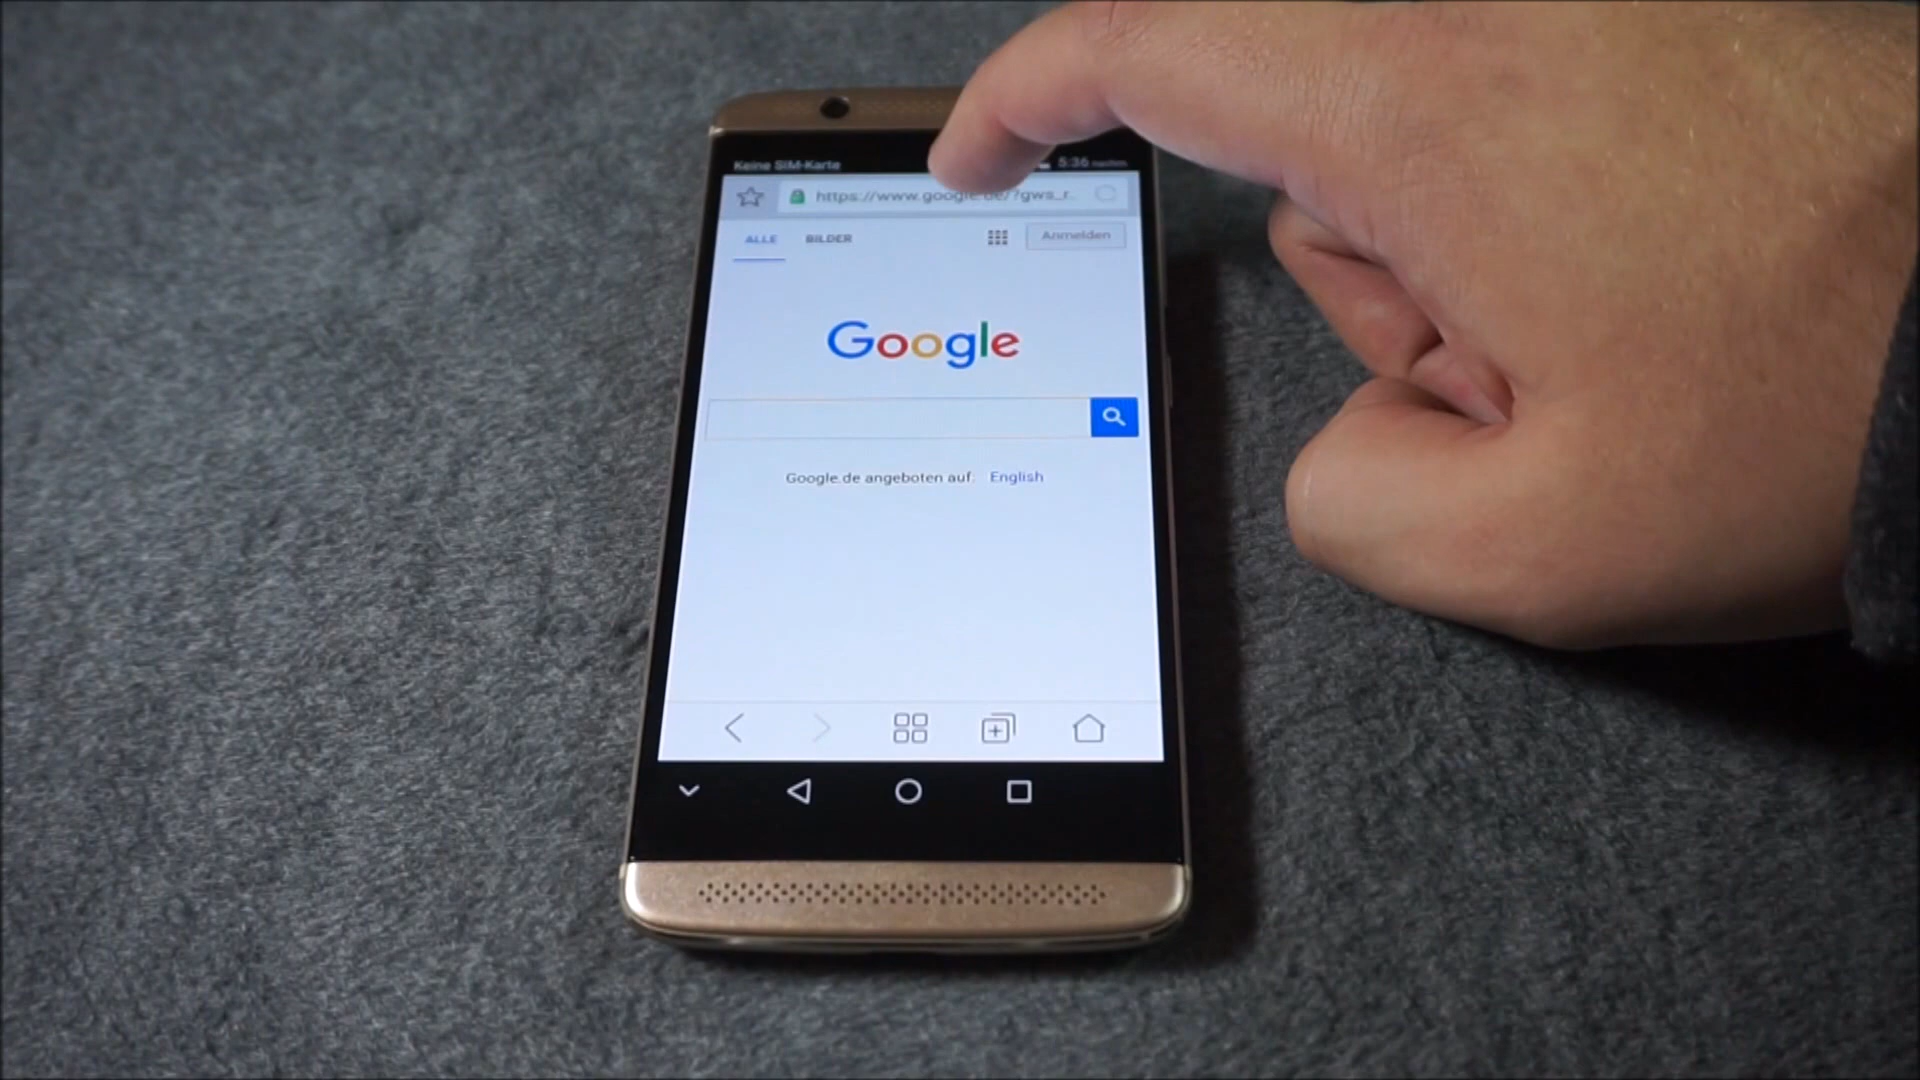 Keine SIM-Karte 5:36 nachm.
https://www.google.de/?gws_r.
ALLE BILDER Anmelden
Google
Google.de angeboten auf: English